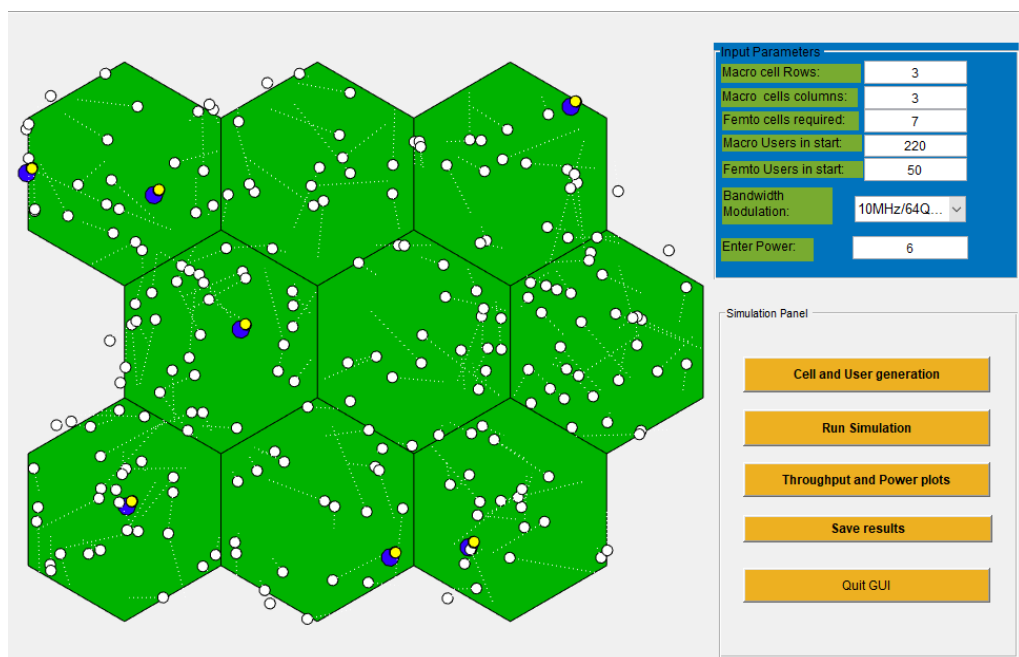 Input Parameters
Macro cell Rows: 3
Macro cells columns: 3
Femto cells required: 7
Macro Users in start: 220
Femto Users in start: 50
Bandwidth
Modulation: 10MHz/64Q...
Enter Power: 6
Simulation Panel
Cell and User generation
Run Simulation
Throughput and Power plots
Save results
Quit GUI